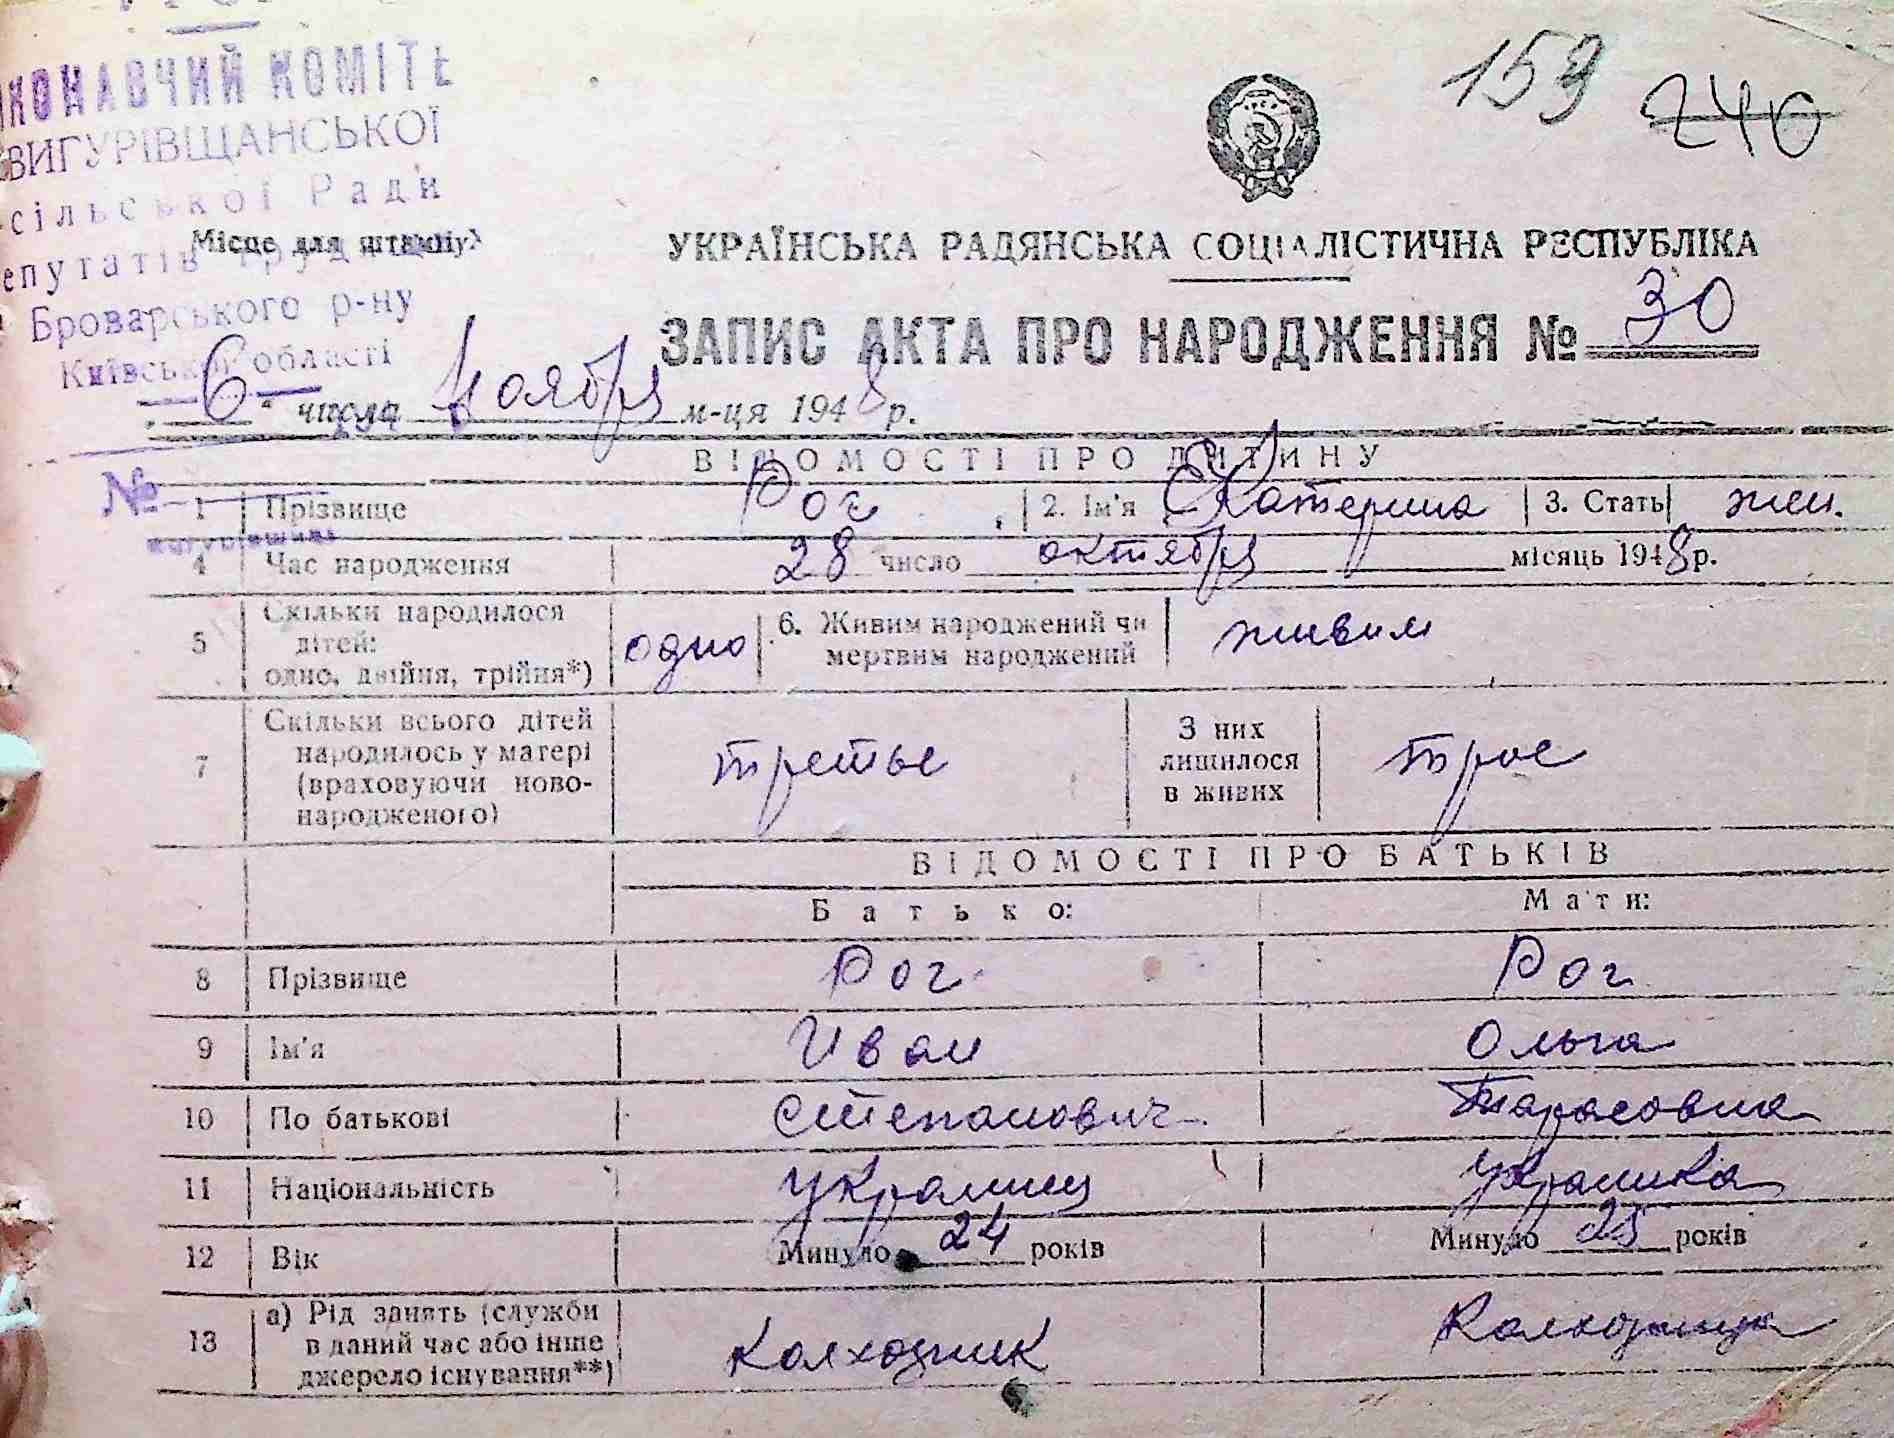 159 240
КОНАВЧИЙ КОМІТЕ
ВИГУРІВЩАНСЬКОЇ
сільської Ради
епутатів
Броварського р-ну
Київської області
№
Місце для штампу
УКРАЇНСЬКА РАДЯНСЬКА СОЦІАЛІСТИЧНА РЕСПУБЛІКА
ЗАПИС АКТА ПРО НАРОДЖЕННЯ № 30
6 числа ноября м-ця 1948 р.
ВІДОМОСТІ ПРО ДИТИНУ
1 Прізвище Рог 2. Ім'я Екатерина 3. Стать жен.
4 Час народження 28 число октября місяць 1948 р.
5 Скільки народилося дітей: одно, двійня, трійня*) одно 6. Живим народжений чи мертвим народжений живим
7 Скільки всього дітей народилось у матері (враховуючи новонародженого) третье З них лишилося в живих трое
ВІДОМОСТІ ПРО БАТЬКІВ
Батько: Мати:
8 Прізвище Рог Рог
9 Ім'я Иван Ольга
10 По батькові Степанович Тарасовна
11 Національність украинец украинка
12 Вік Минуло 24 років Минуло 25 років
13 а) Рід занять (служби в даний час або інше джерело існування**) колхозник колхозница